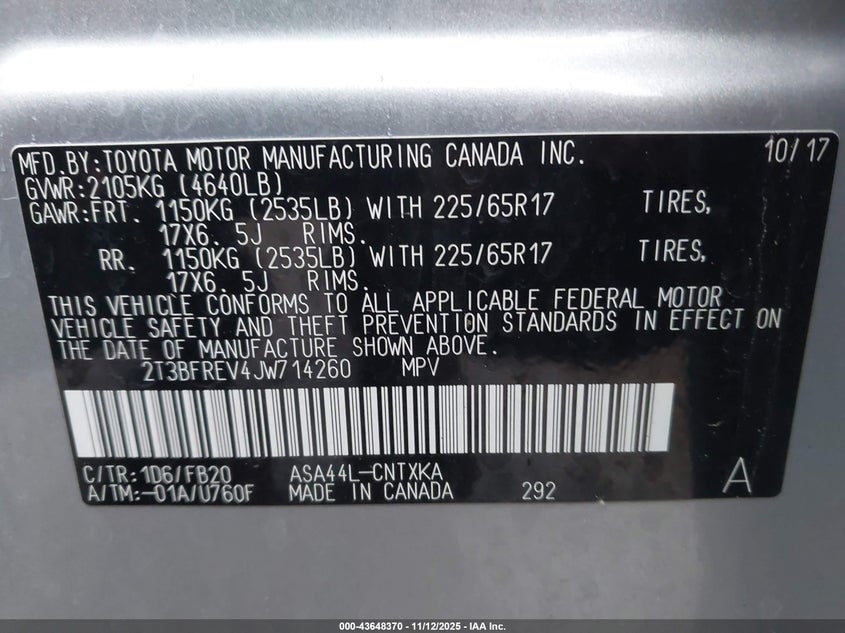 MFD.BY:TOYOTA MOTOR MANUFACTURING CANADA INC. 10/17
GVWR:2105KG (4640LB)
GAWR:FRT. 1150KG (2535LB) WITH 225/65R17 TIRES,
17X6. 5J RIMS.
RR. 1150KG (2535LB) WITH 225/65R17 TIRES,
17X6. 5J RIMS.
THIS VEHICLE CONFORMS TO ALL APPLICABLE FEDERAL MOTOR
VEHICLE SAFETY AND THEFT PREVENTION STANDARDS IN EFFECT ON
THE DATE OF MANUFACTURE SHOWN ABOVE.
2T3BFREV4JW714260 MPV
C/TR:1D6/FB20 ASA44L-CNTXKA
A/TM:-01A/U760F MADE IN CANADA 292 A
000-43648370 - 11/12/2025 - IAA Inc.